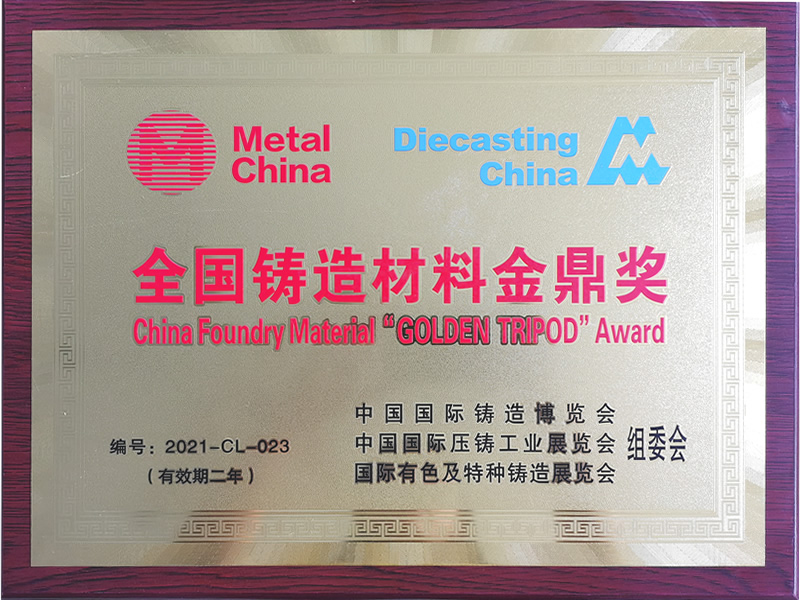 Metal
China
Diecasting
China
全国铸造材料金鼎奖
China Foundry Material “GOLDEN TRIPOD” Award
编号：2021-CL-023
（有效期二年）
中国国际铸造博览会
中国国际压铸工业展览会
国际有色及特种铸造展览会
组委会